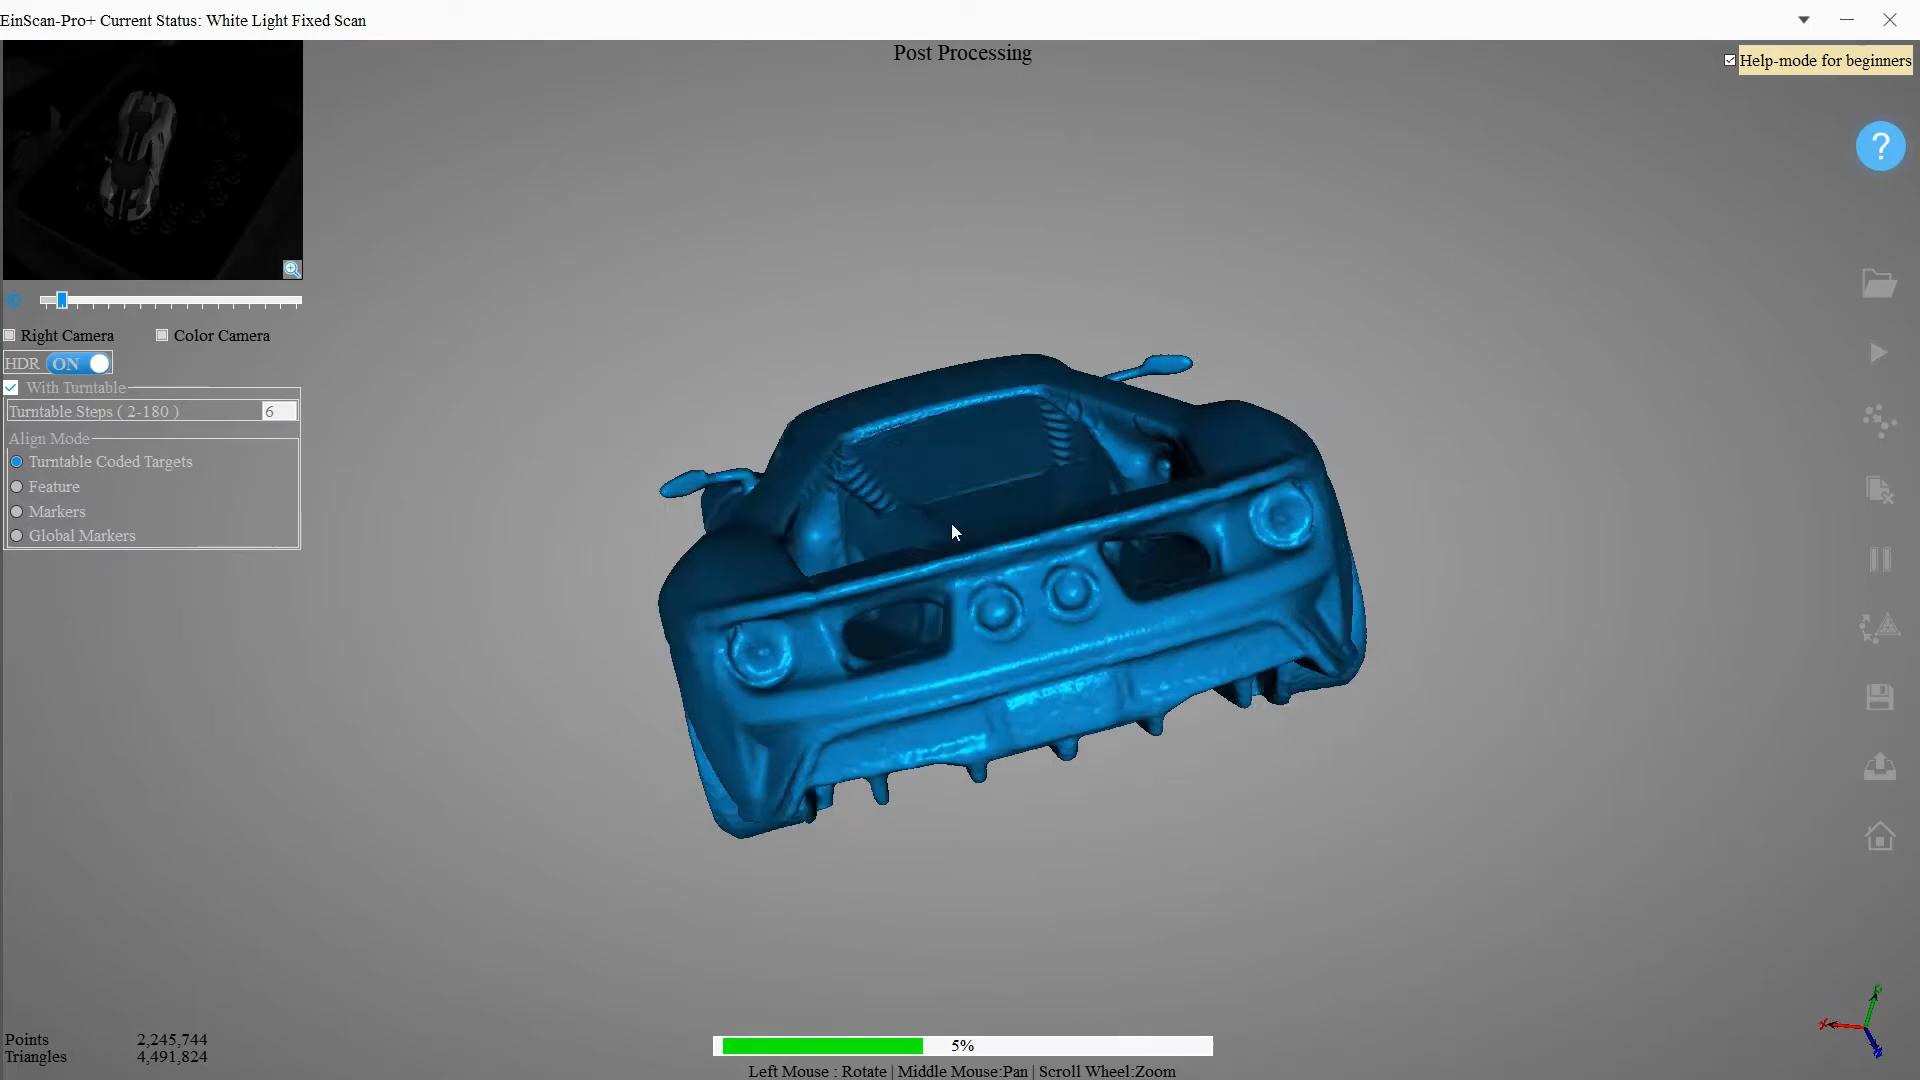 EinScan-Pro+ Current Status: White Light Fixed Scan
Post Processing
Help-mode for beginners
?
Right Camera
Color Camera
HDR ON
With Turntable
Turntable Steps ( 2-180 ) 6
Align Mode
Turntable Coded Targets
Feature
Markers
Global Markers
Points 2,245,744
Triangles 4,491,824
5%
Left Mouse : Rotate | Middle Mouse:Pan | Scroll Wheel:Zoom